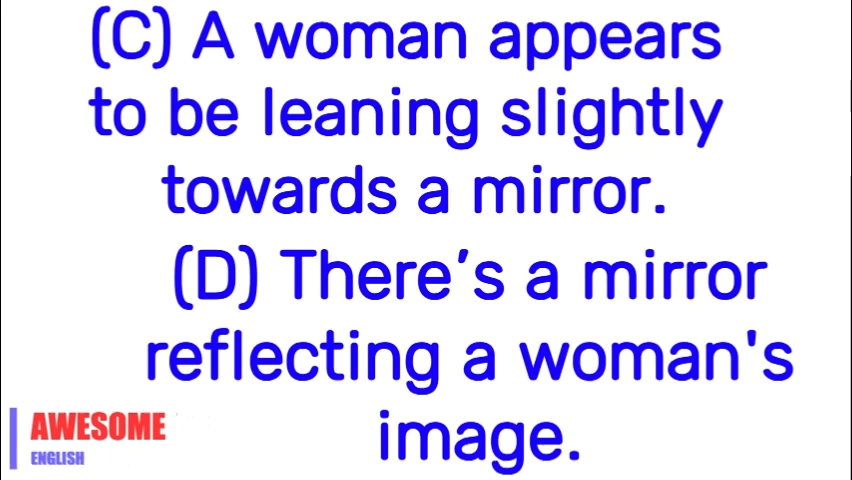 (C) A woman appears
to be leaning slightly
towards a mirror.
(D) There’s a mirror
reflecting a woman's
image.
AWESOME
ENGLISH